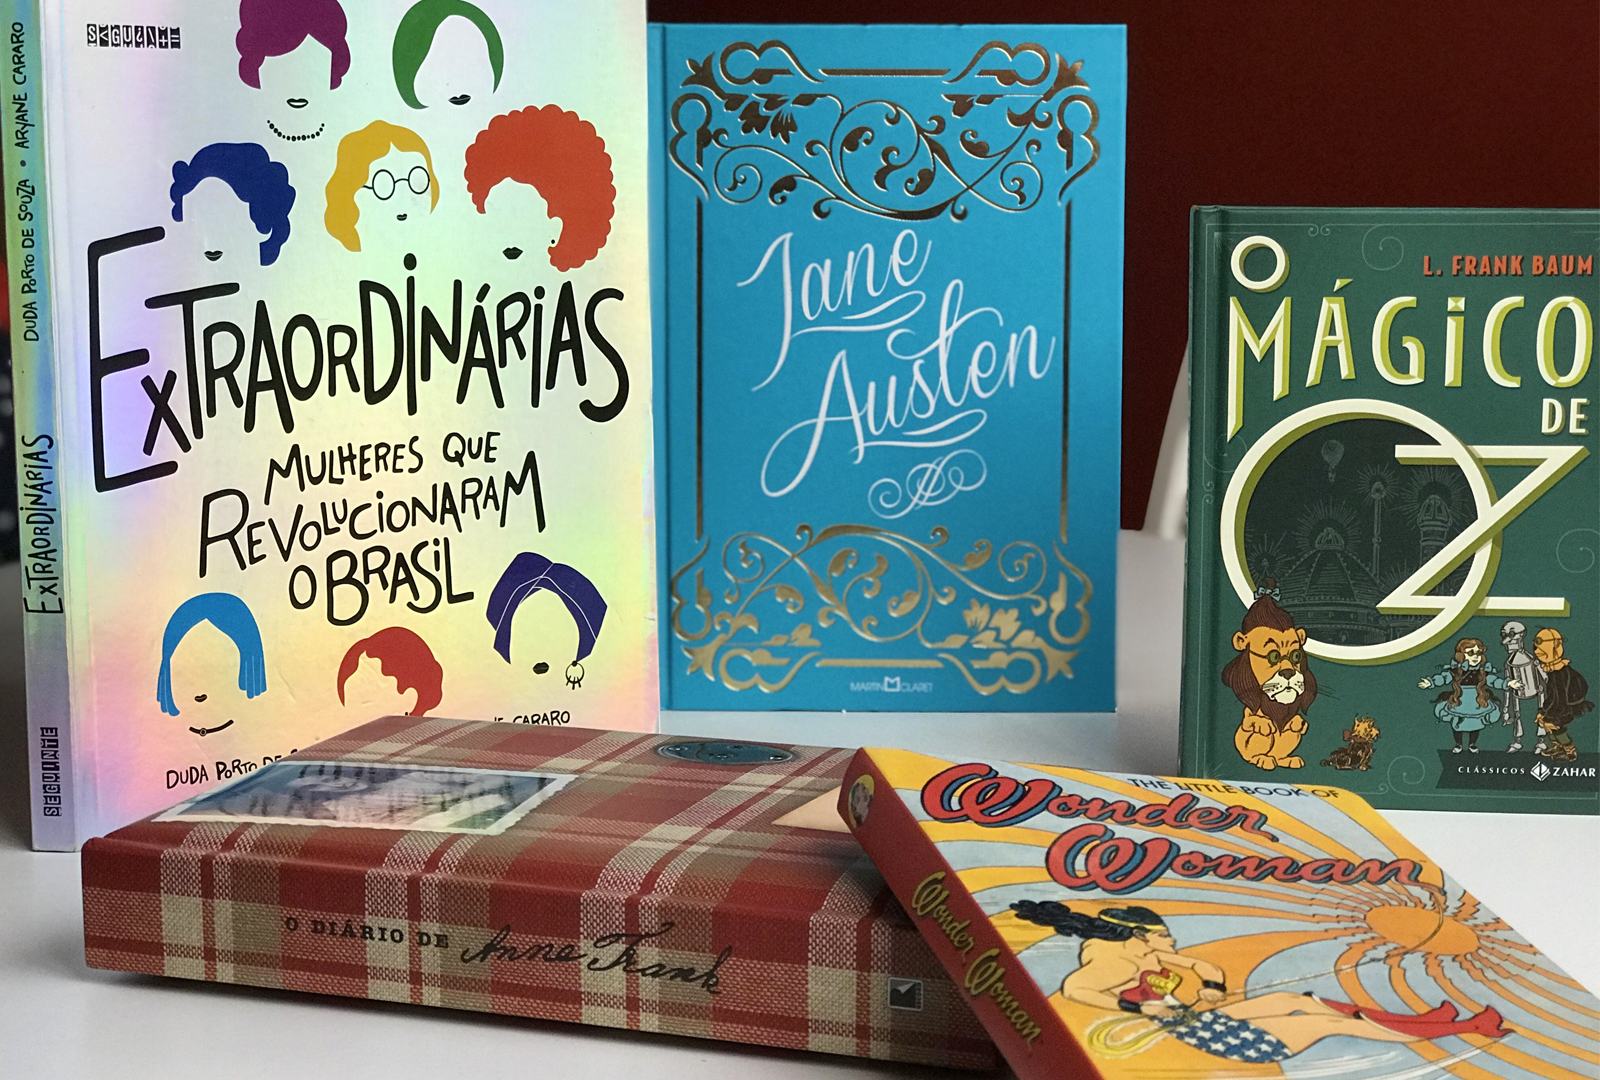 SEGUINTE
EXTRAORDINÁRIAS
MULHERES QUE
REVOLUCIONARAM
O BRASIL
DUDA PORTO DE
CARARO
DUDA PORTO DE SOUZA • ARYANE CARARO
EXTRAORDINÁRIAS
SEGUINTE
Jane
Austen
MARTIN CLARET
L. FRANK BAUM
O
MÁGICO
DE
OZ
CLÁSSICOS ZAHAR
O DIÁRIO DE Anne Frank
THE LITTLE BOOK OF
Wonder
Woman
Wonder Woman